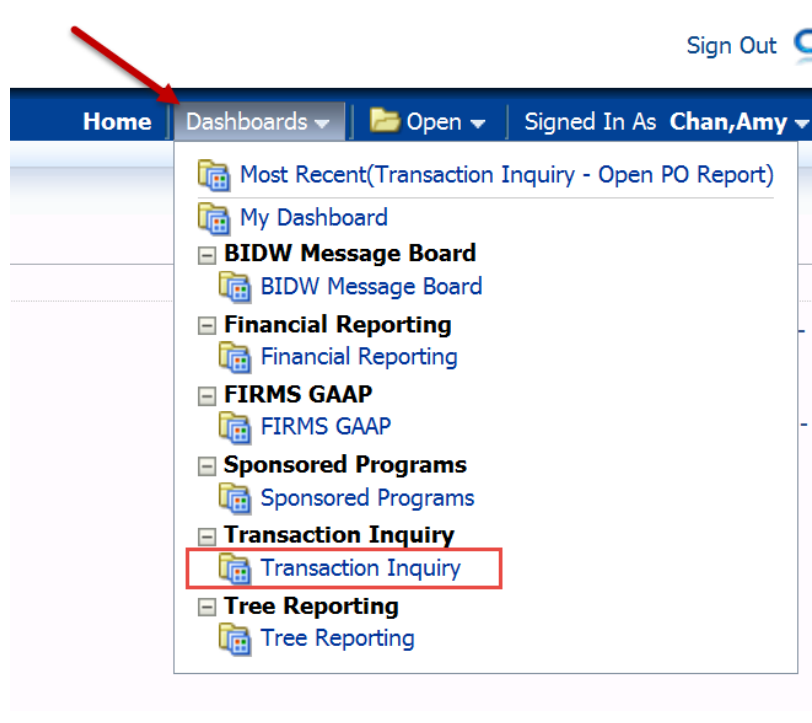 Sign Out
Home Dashboards Open Signed In As Chan,Amy
Most Recent(Transaction Inquiry - Open PO Report)
My Dashboard
BIDW Message Board
BIDW Message Board
Financial Reporting
Financial Reporting
FIRMS GAAP
FIRMS GAAP
Sponsored Programs
Sponsored Programs
Transaction Inquiry
Transaction Inquiry
Tree Reporting
Tree Reporting